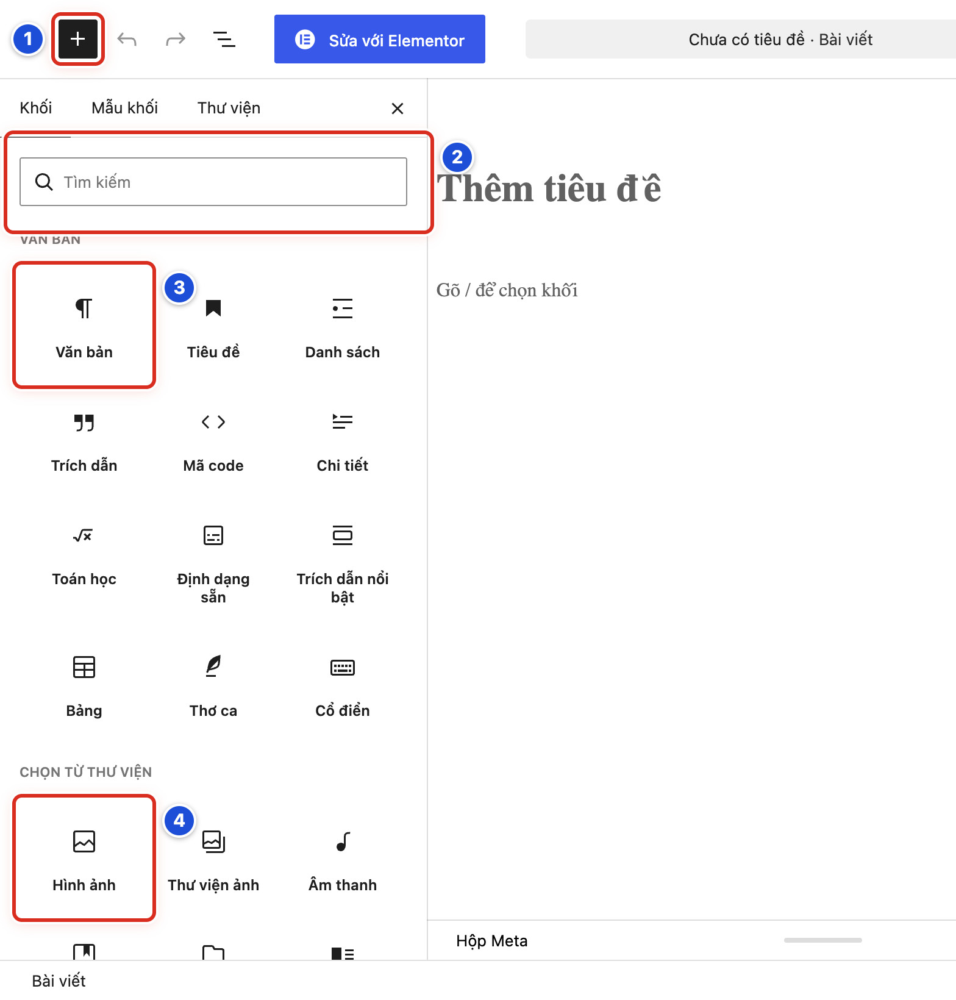 1
Sửa với Elementor
Chưa có tiêu đề · Bài viết
Khối
Mẫu khối
Thư viện
Tìm kiếm
2
Thêm tiêu đề
VĂN BẢN
Gõ / để chọn khối
3
Văn bản
Tiêu đề
Danh sách
Trích dẫn
Mã code
Chi tiết
Toán học
Định dạng
sẵn
Trích dẫn nổi
bật
Bảng
Thơ ca
Cổ điển
CHỌN TỪ THƯ VIỆN
4
Hình ảnh
Thư viện ảnh
Âm thanh
Hộp Meta
Bài viết